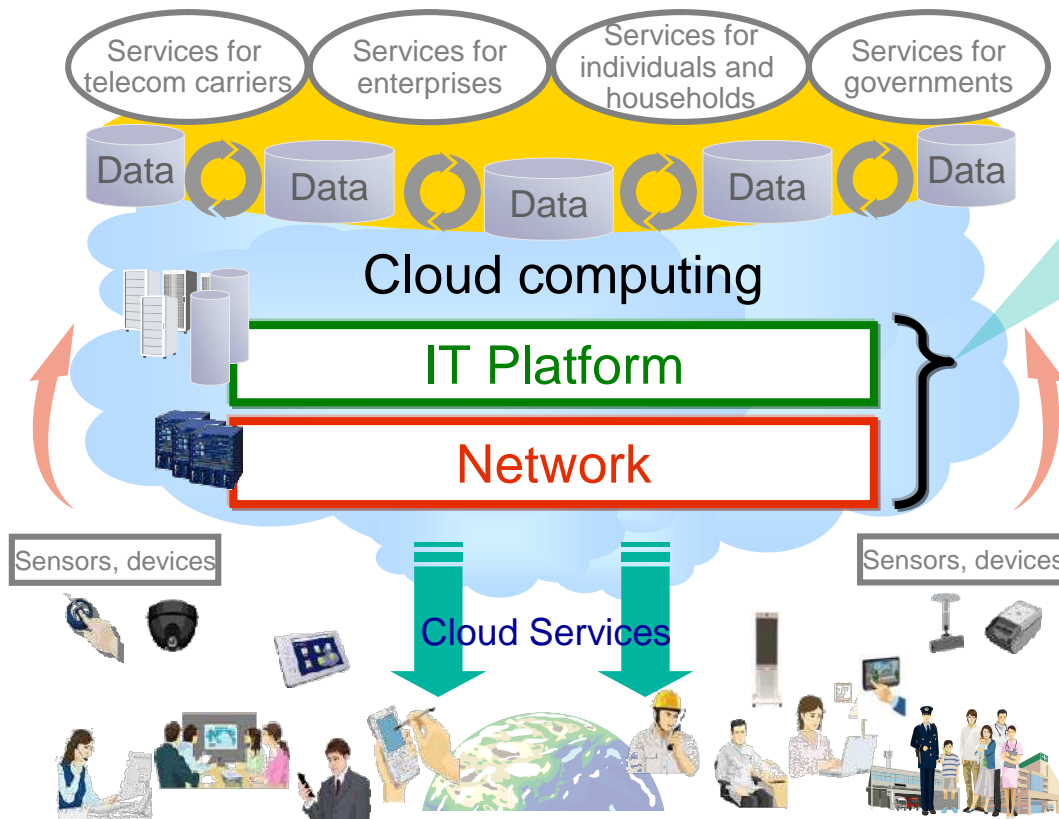 Services for
telecom carriers
Services for
enterprises
Services for
individuals and
households
Services for
governments
Data
Data
Data
Data
Data
Cloud computing
IT Platform
Network
Sensors, devices
Sensors, devices
Cloud Services